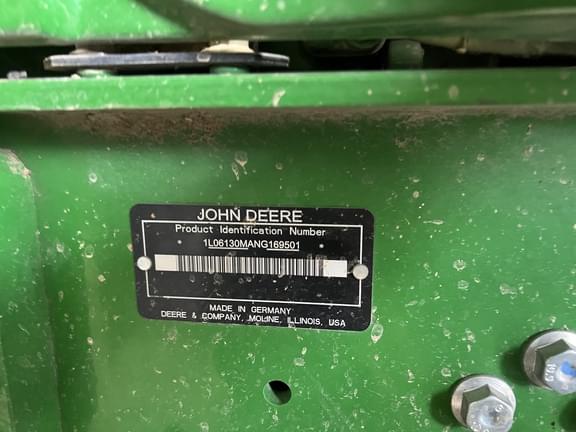 JOHN DEERE
Product Identification Number
1L06130MANG169501
MADE IN GERMANY
DEERE & COMPANY, MOLINE, ILLINOIS, USA